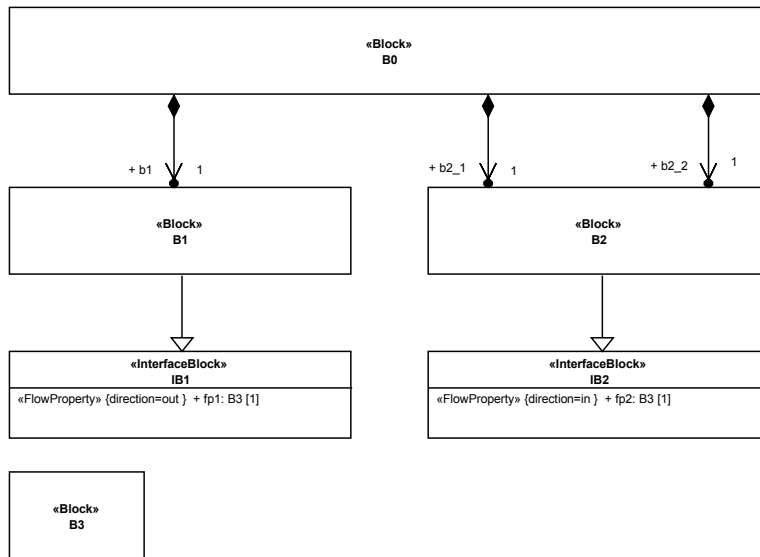 «Block»
B0
+ b1 1
+ b2_1 1
+ b2_2 1
«Block»
B1
«Block»
B2
«InterfaceBlock»
IB1
«FlowProperty» {direction=out } + fp1: B3 [1]
«InterfaceBlock»
IB2
«FlowProperty» {direction=in } + fp2: B3 [1]
«Block»
B3